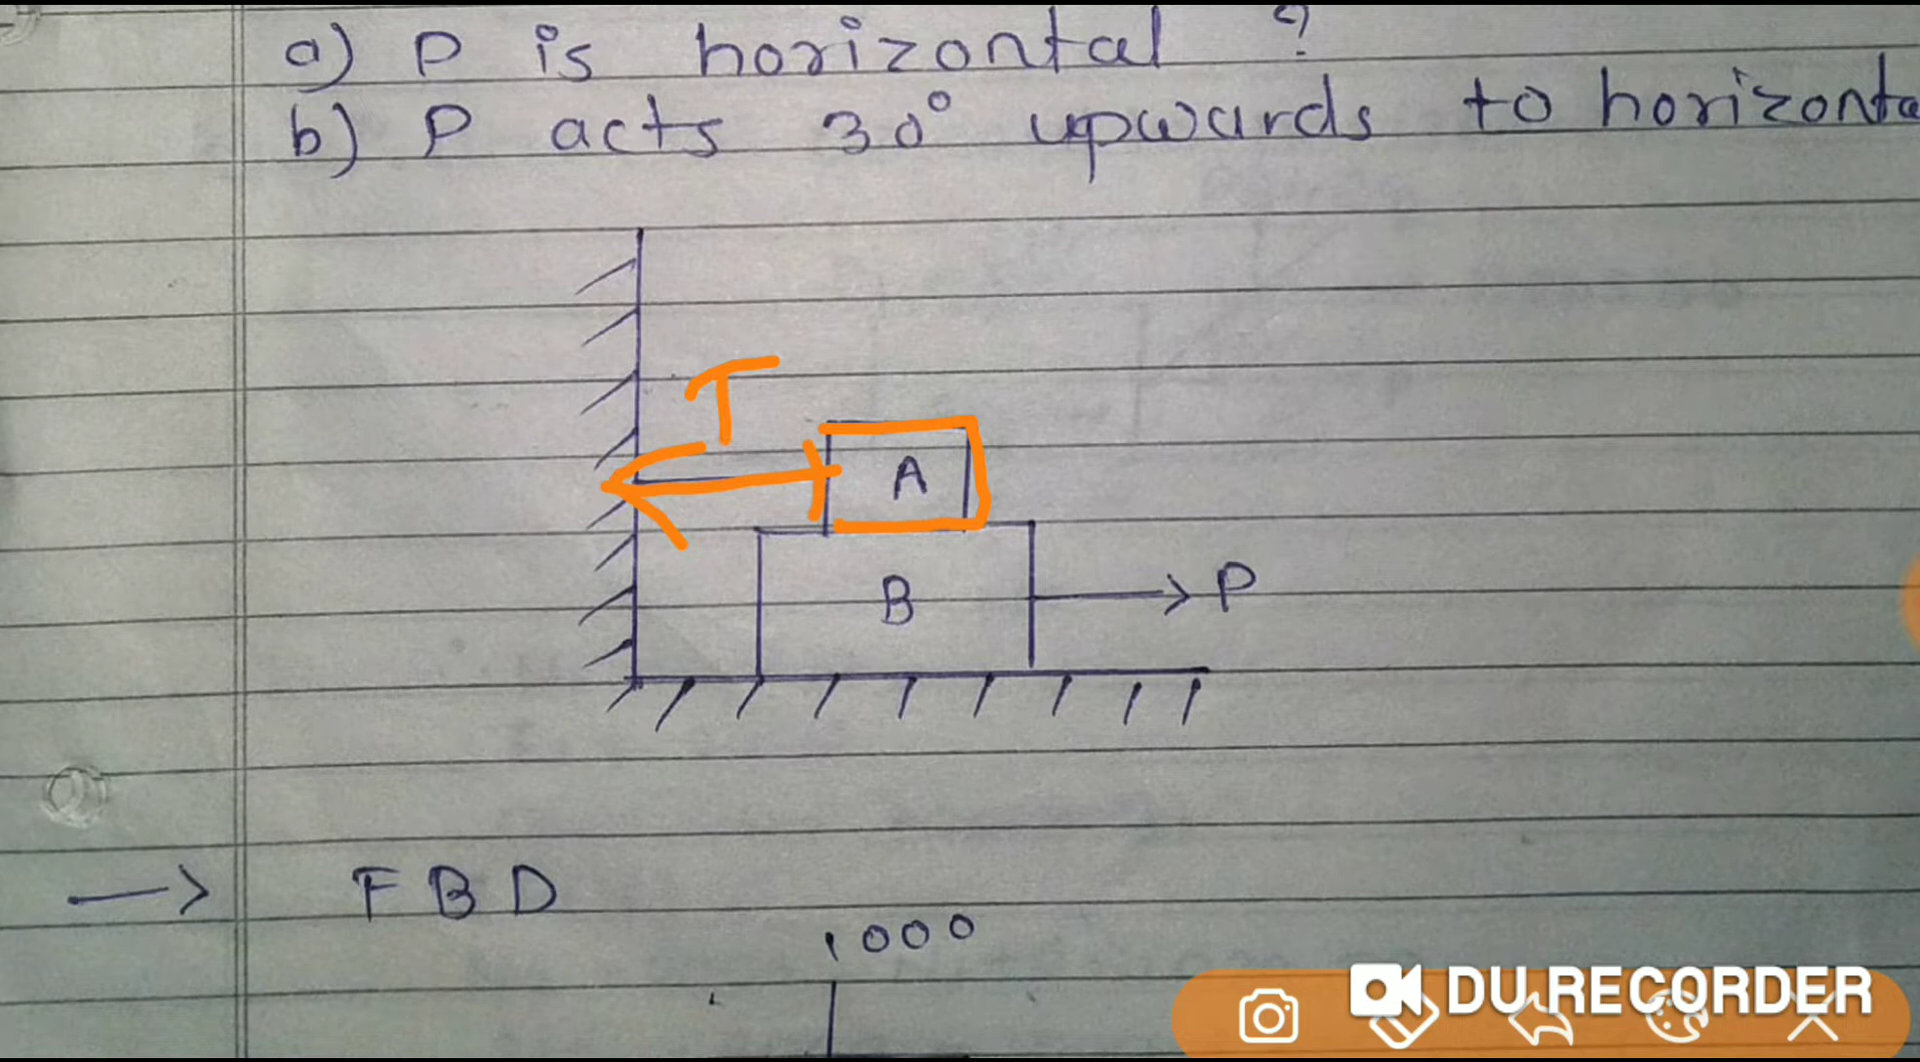 a) P is horizontal ?
b) P acts 30° upwards to horizonta
T
A
B
P
→ FBD
1000
DU RECORDER